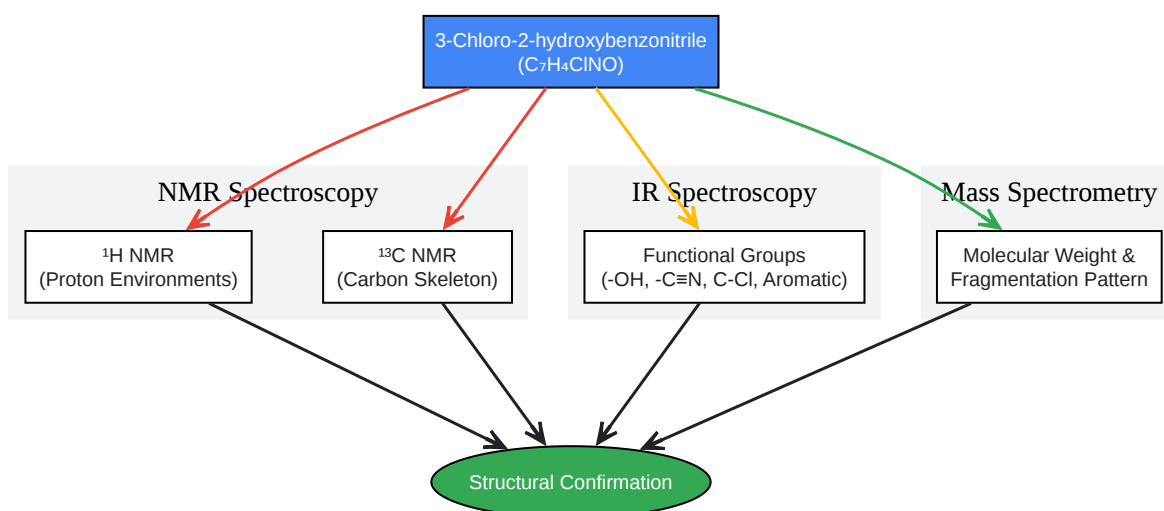 3-Chloro-2-hydroxybenzonitrile
(C₇H₄ClNO)
NMR Spectroscopy
IR Spectroscopy
Mass Spectrometry
¹H NMR
(Proton Environments)
¹³C NMR
(Carbon Skeleton)
Functional Groups
(-OH, -C≡N, C-Cl, Aromatic)
Molecular Weight &
Fragmentation Pattern
Structural Confirmation